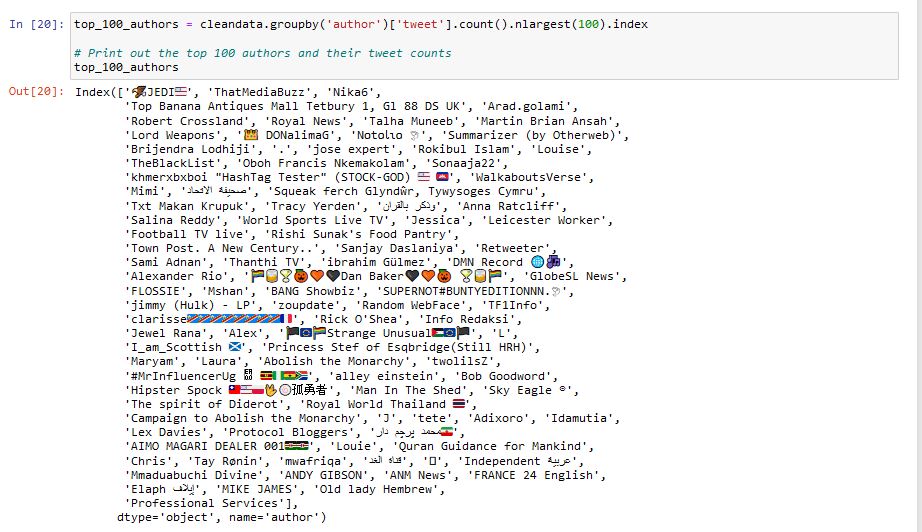 In [20]: top_100_authors = cleandata.groupby('author')['tweet'].count().nlargest(100).index
# Print out the top 100 authors and their tweet counts
top_100_authors
Out[20]: Index(['JEDI', 'ThatMediaBuzz', 'Nika6',
'Top Banana Antiques Mall Tetbury 1, Gl 88 DS UK', 'Arad.golami',
'Robert Crossland', 'Royal News', 'Talha Muneeb', 'Martin Brian Ansah',
'Lord Weapons', '👑 DONalimaG', 'Notoιιo 🕊', 'Summarizer (by Otherweb)',
'Brijendra Lodhiji', '.', 'jose expert', 'Rokibul Islam', 'Louise',
'TheBlackList', 'Oboh Francis Nkemakolam', 'Sonaaja22',
'khmerxbxboi "HashTag Tester" (STOCK-GOD) 🇰🇭', 'WalkaboutsVerse',
'Mimi', 'صحيفة الاتحاد', 'Squeak ferch Glyndŵr, Tywysoges Cymru',
'Txt Makan Krupuk', 'Tracy Yerden', 'وذكر بالقران', 'Anna Ratcliff',
'Salina Reddy', 'World Sports Live TV', 'Jessica', 'Leicester Worker',
'Football TV live', 'Rishi Sunak's Food Pantry',
'Town Post. A New Century..', 'Sanjay Daslaniya', 'Retweeter',
'Sami Adnan', 'Thanthi TV', 'ibrahim Gülmez', 'DMN Record 🌐',
'Alexander Rio', '🏳️‍🌈🥃🏆🎃🧡🖤Dan Baker🖤🧡🎃 🏆🥃🏳️‍🌈', 'GlobeSL News',
'FLOSSIE', 'Mshan', 'BANG Showbiz', 'SUPERNOT#BUNTYEDITIONNN.🕊',
'jimmy (Hulk) - LP', 'zoupdate', 'Random WebFace', 'TF1Info',
'clarisse', 'Rick O'Shea', 'Info Redaksi',
'Jewel Rana', 'Alex', '🏴🇪🇺🏳️‍🌈Strange Unusual🇵🇸🇪🇺🏴', 'L',
'I_am_Scottish 🏴󠁧󠁢󠁳󠁣󠁴󠁿', 'Princess Stef of Esqbridge(Still HRH)',
'Maryam', 'Laura', 'Abolish the Monarchy', 'twolilsZ',
'#MrInfluencerUg', 'alley einstein', 'Bob Goodword',
'Hipster Spock 孤勇者', 'Man In The Shed', 'Sky Eagle ®',
'The spirit of Diderot', 'Royal World Thailand 🇹🇭',
'Campaign to Abolish the Monarchy', 'J', 'tete', 'Adixoro', 'Idamutia',
'Lex Davies', 'Protocol Bloggers', 'محمد پرچم دار',
'AIMO MAGARI DEALER 001🇰🇪', 'Louie', 'Quran Guidance for Mankind',
'Chris', 'Tay Rønin', 'mwafriqa', 'فتاة الغد', '', 'Independent عربية',
'Mmaduabuchi Divine', 'ANDY GIBSON', 'ANM News', 'FRANCE 24 English',
'Elaph إيلاف', 'MIKE JAMES', 'Old lady Hembrew',
'Professional Services'],
dtype='object', name='author')